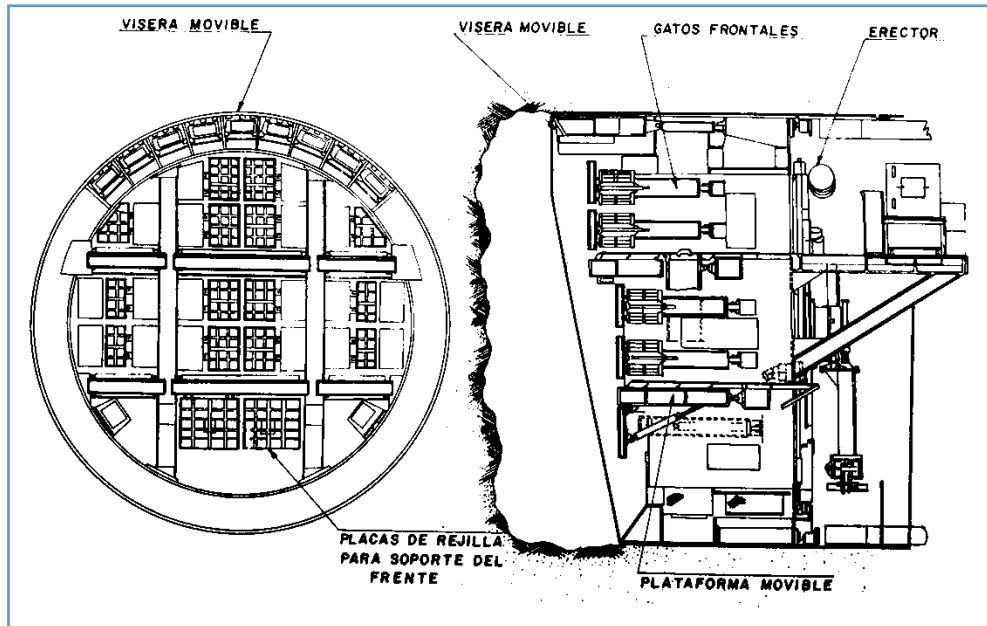 VISERA MOVIBLE
VISERA MOVIBLE
GATOS FRONTALES
ERECTOR
PLACAS DE REJILLA
PARA SOPORTE DEL
FRENTE
PLATAFORMA MOVIBLE